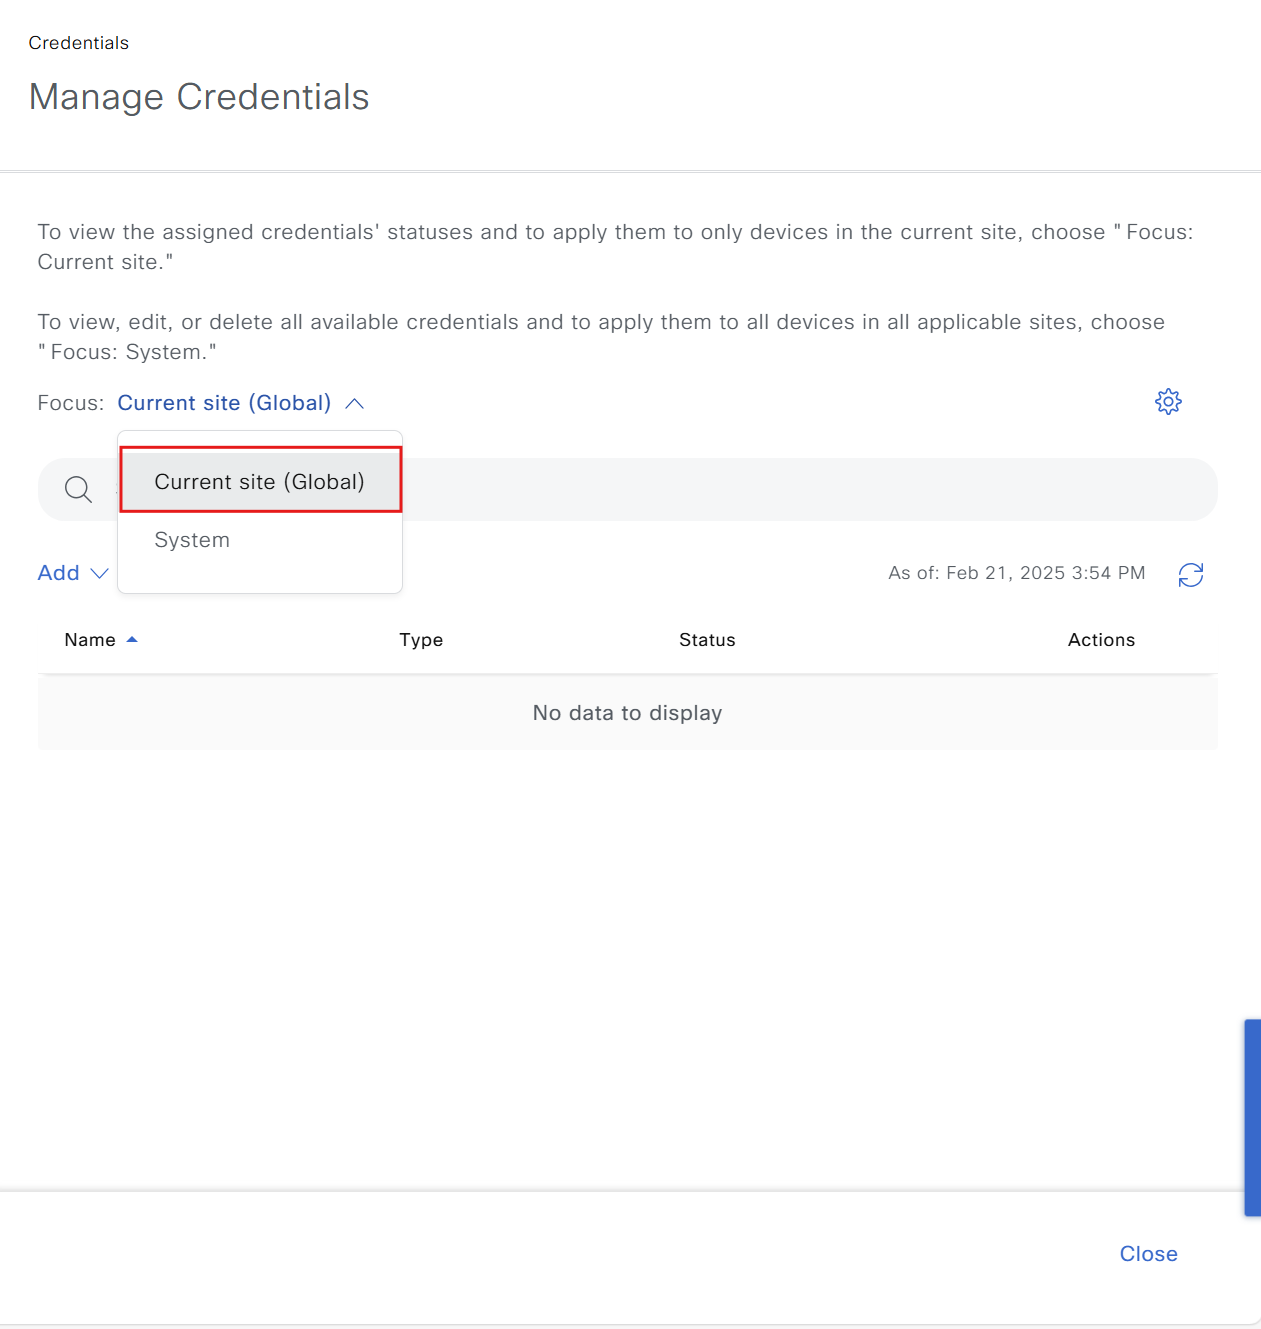 Credentials
Manage Credentials
To view the assigned credentials' statuses and to apply them to only devices in the current site, choose "Focus:
Current site."
To view, edit, or delete all available credentials and to apply them to all devices in all applicable sites, choose
"Focus: System."
Focus: Current site (Global)
Current site (Global)
System
Add
As of: Feb 21, 2025 3:54 PM
Name Type Status Actions
No data to display
Close